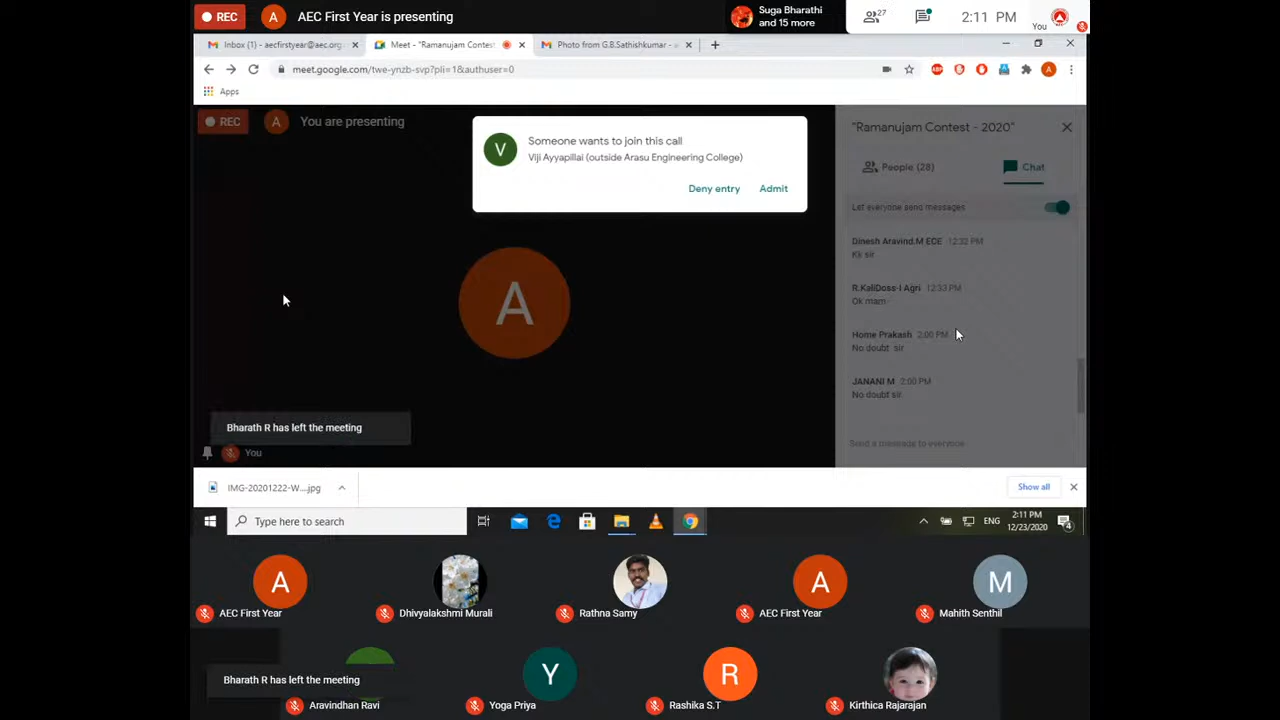 REC
A
AEC First Year is presenting
Suga Bharathi
and 15 more
27
2:11 PM
You
Inbox (1) - aecfirstyear@aec.org
Meet - "Ramanujam Contest
Photo from G.B.Sathishkumar -
meet.google.com/twe-ynzb-svp?pli=1&authuser=0
ABP
A
Apps
REC
A
You are presenting
"Ramanujam Contest - 2020"
V
Someone wants to join this call
Viji Ayyapillai (outside Arasu Engineering College)
Deny entry
Admit
People (28)
Chat
Let everyone send messages
Dinesh Aravind.M ECE 12:32 PM
Kk sir
R.KaliDoss-I Agri 12:33 PM
Ok mam
Home Prakash 2:00 PM
No doubt sir
JANANI M 2:00 PM
No doubt sir
Send a message to everyone
A
Bharath R has left the meeting
You
IMG-20201222-W....jpg
Show all
Type here to search
ENG
2:11 PM
12/23/2020
4
A
A
M
AEC First Year
Dhivyalakshmi Murali
Rathna Samy
AEC First Year
Mahith Senthil
Y
R
Bharath R has left the meeting
Aravindhan Ravi
Yoga Priya
Rashika S.T
Kirthica Rajarajan